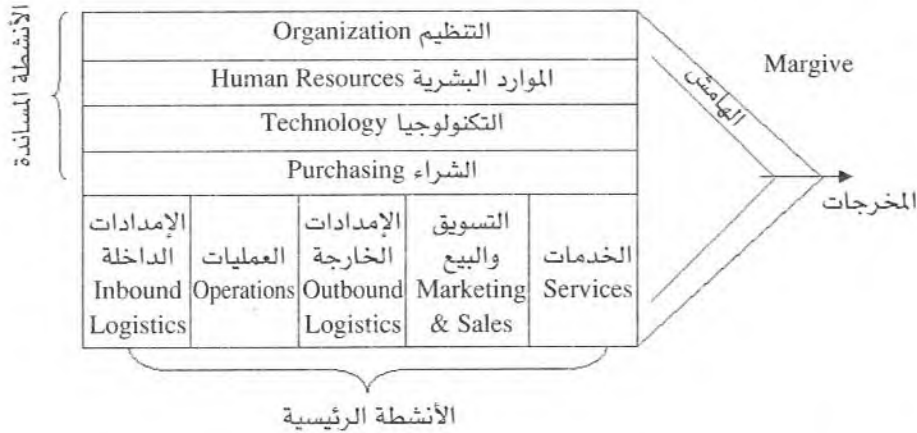 الأنشطة المساندة
التنظيم Organization
الموارد البشرية Human Resources
التكنولوجيا Technology
الشراء Purchasing
الهامش
Margive
المخرجات
الإمدادات
الداخلة
Inbound
Logistics
العمليات
Operations
الإمدادات
الخارجة
Outbound
Logistics
التسويق
والبيع
Marketing
& Sales
الخدمات
Services
الأنشطة الرئيسية